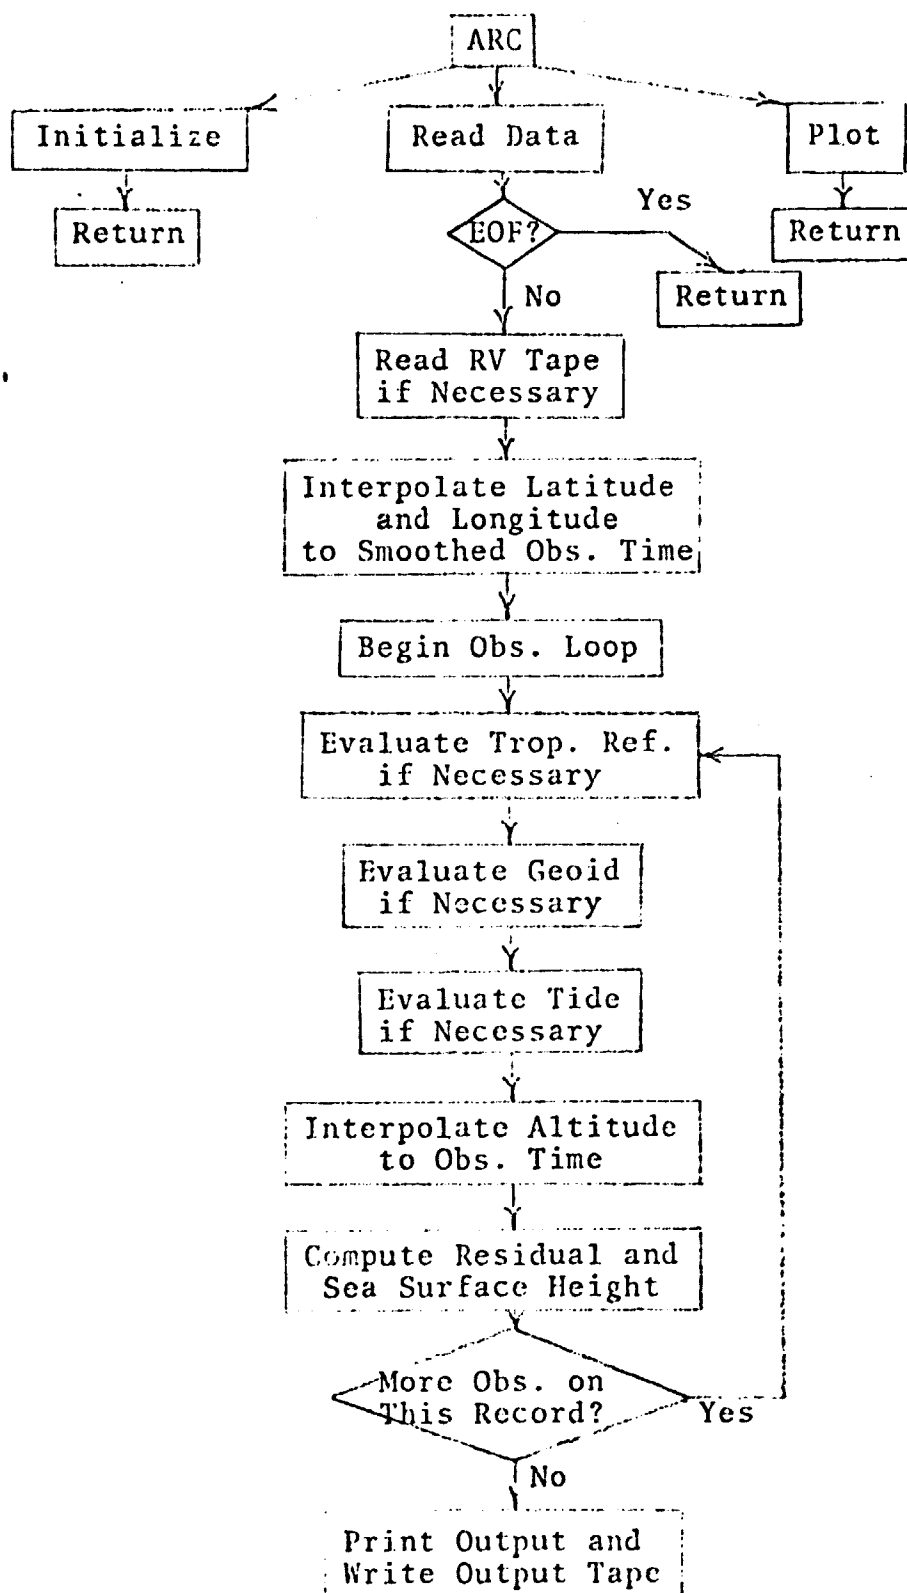 ARC
Initialize
Read Data
Plot
Return
EOF?
Yes
Return
Return
No
Read RV Tape
if Necessary
Interpolate Latitude
and Longitude
to Smoothed Obs. Time
Begin Obs. Loop
Evaluate Trop. Ref.
if Necessary
Evaluate Geoid
if Necessary
Evaluate Tide
if Necessary
Interpolate Altitude
to Obs. Time
Compute Residual and
Sea Surface Height
More Obs. on
This Record?
Yes
No
Print Output and
Write Output Tape